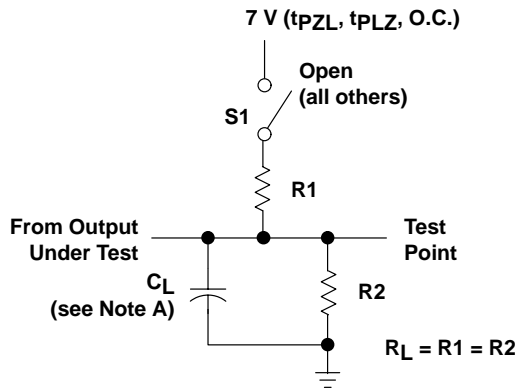 7 V (tPZL, tPLZ, O.C.)
Open
(all others)
S1
R1
From Output
Under Test
Test
Point
CL
(see Note A)
R2
RL = R1 = R2